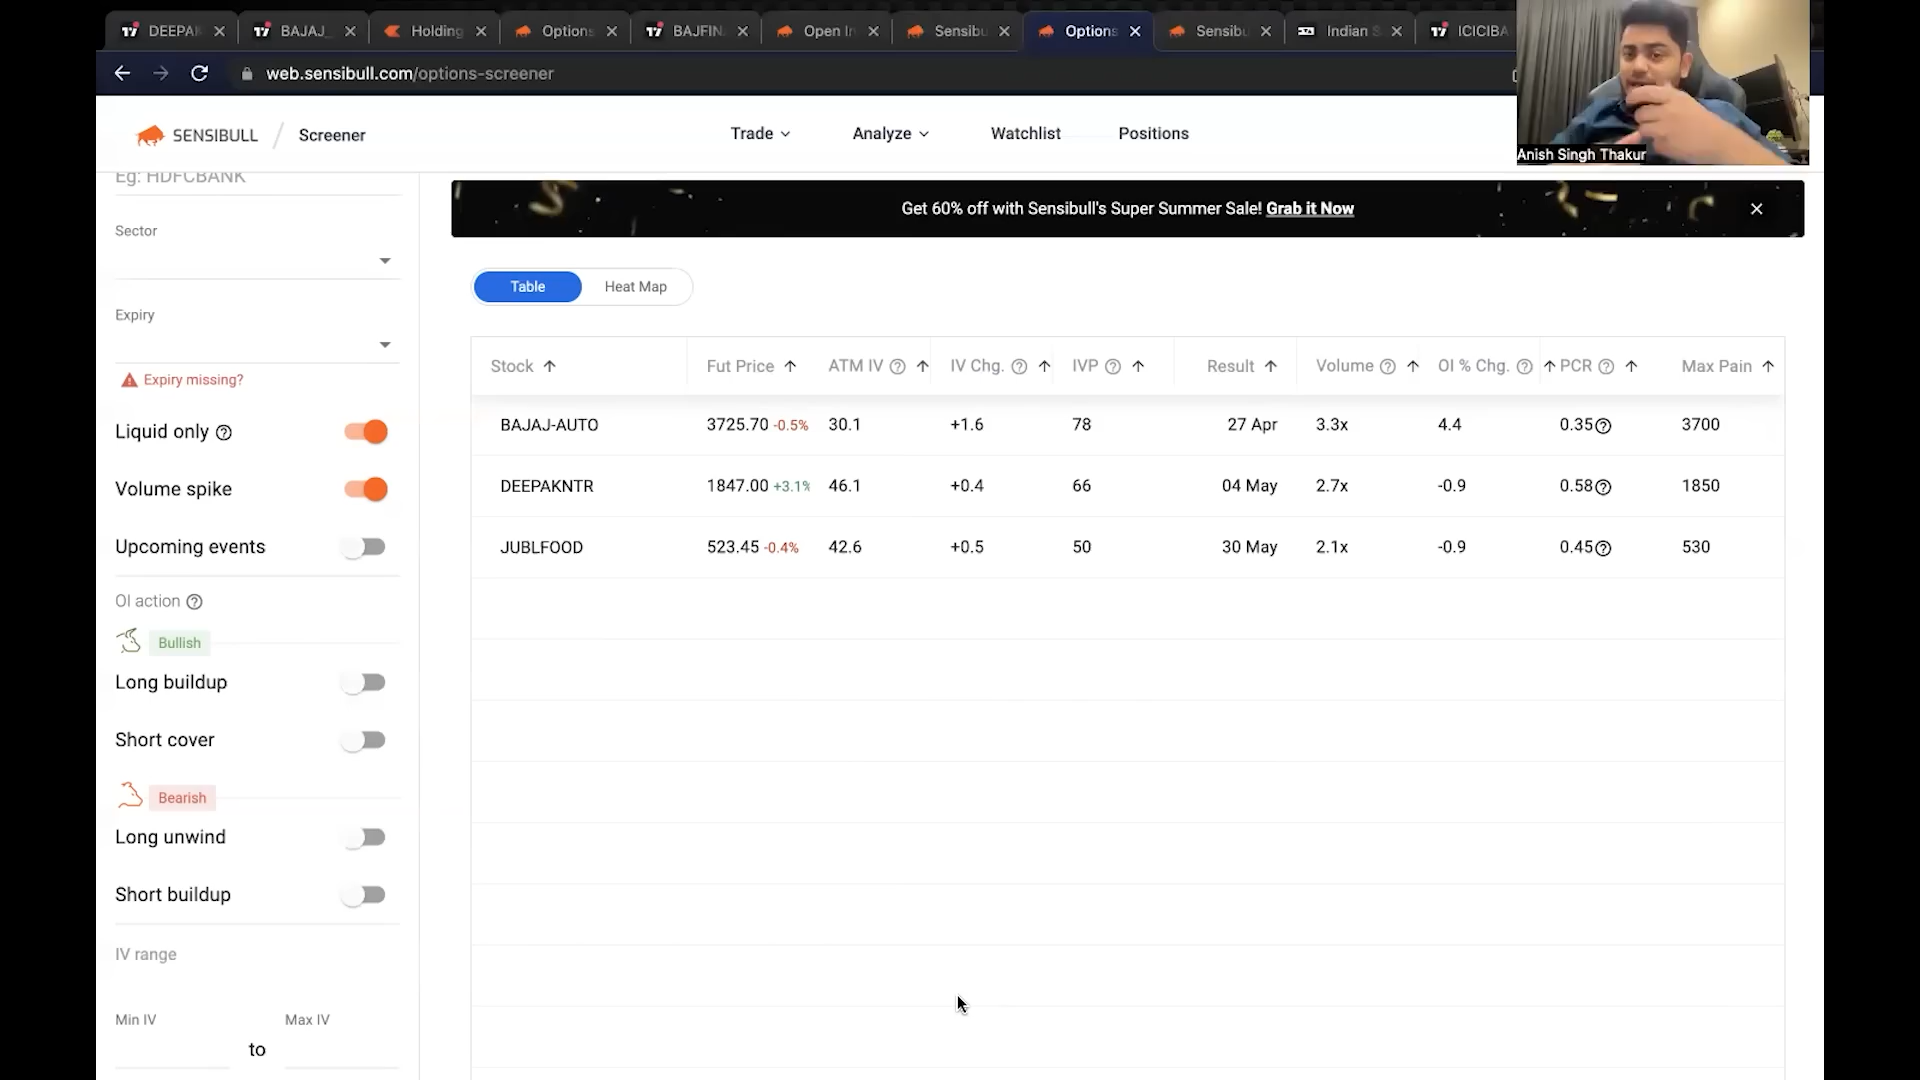 DEEPAK
BAJAJ_
Holding
Options
BAJFIN
Open In
Sensibu
Options
Sensibu
Indian S
ICICIBA
web.sensibull.com/options-screener
SENSIBULL / Screener
Trade
Analyze
Watchlist
Positions
Anish Singh Thakur
Eg: HDFCBANK
Get 60% off with Sensibull's Super Summer Sale! Grab it Now
Sector
Table
Heat Map
Expiry
Expiry missing?
Stock Fut Price ATM IV IV Chg. IVP Result Volume OI % Chg. PCR Max Pain
BAJAJ-AUTO 3725.70 -0.5% 30.1 +1.6 78 27 Apr 3.3x 4.4 0.35 3700
DEEPAKNTR 1847.00 +3.1% 46.1 +0.4 66 04 May 2.7x -0.9 0.58 1850
JUBLFOOD 523.45 -0.4% 42.6 +0.5 50 30 May 2.1x -0.9 0.45 530
Liquid only
Volume spike
Upcoming events
OI action
Bullish
Long buildup
Short cover
Bearish
Long unwind
Short buildup
IV range
Min IV
Max IV
to